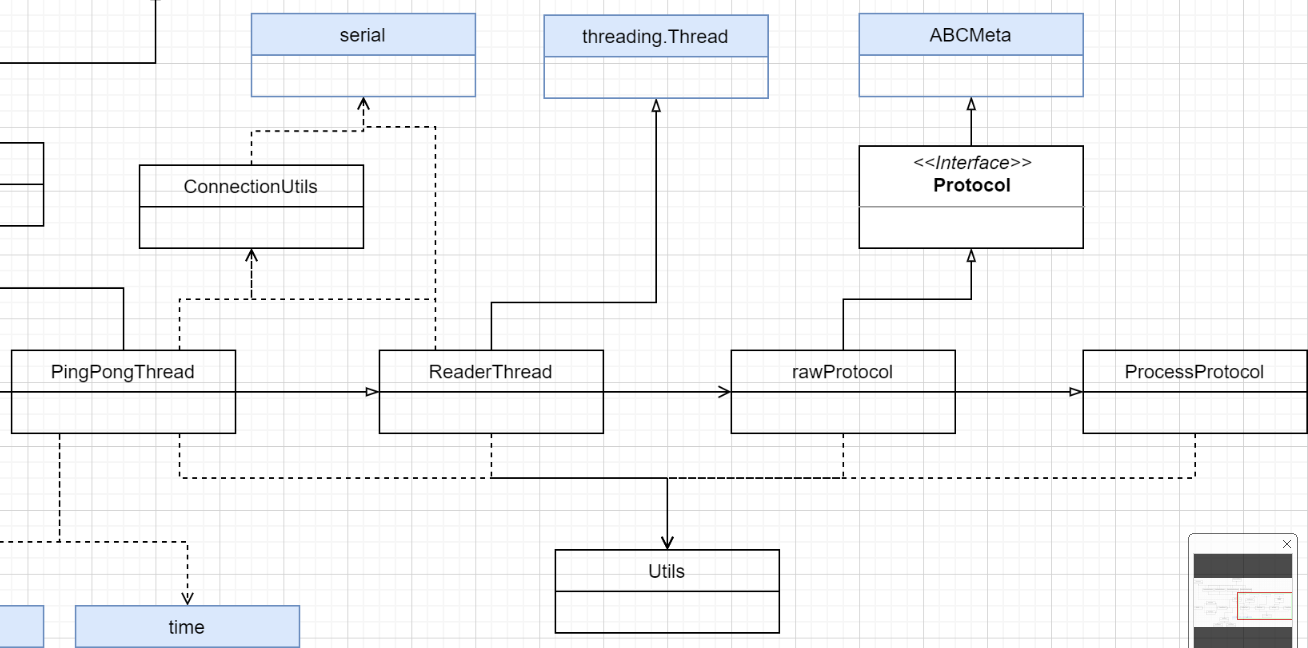 serial
threading.Thread
ABCMeta
ConnectionUtils
<<Interface>>
Protocol
PingPongThread
ReaderThread
rawProtocol
ProcessProtocol
Utils
time